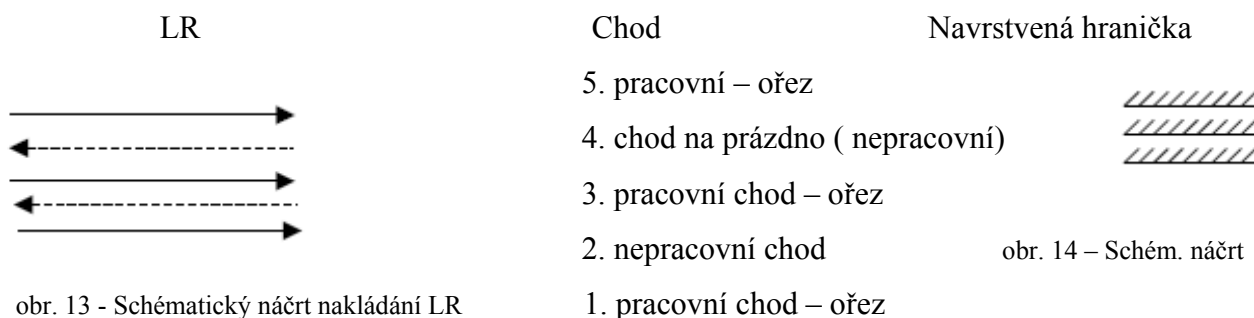 LR Chod Navrstvená hranička
5. pracovní – ořez
4. chod na prázdno ( nepracovní)
3. pracovní chod – ořez
2. nepracovní chod obr. 14 – Schém. náčrt
obr. 13 - Schématický náčrt nakládání LR 1. pracovní chod – ořez